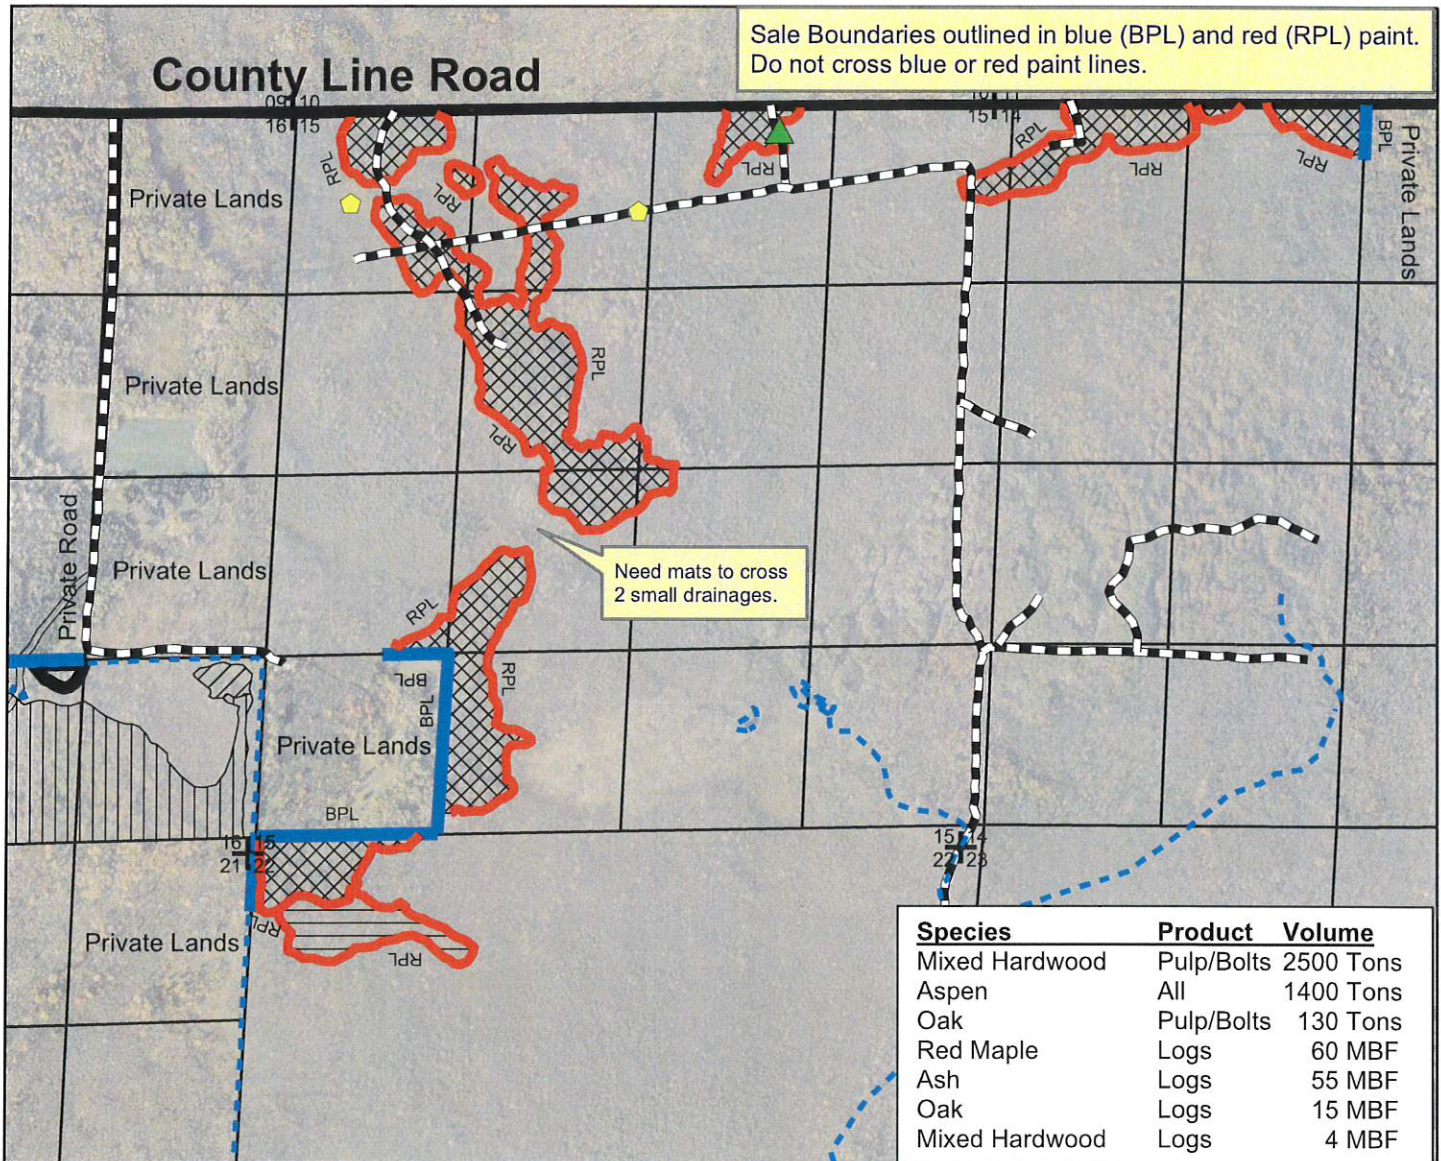 Sale Boundaries outlined in blue (BPL) and red (RPL) paint.
Do not cross blue or red paint lines.
County Line Road
09 10
16 15
15 14
RPL
RPL
RPL
RPL
RPL
RPL
BPL
Private Lands
Private Lands
Private Lands
RPL
RPL
Private Road
Private Lands
Need mats to cross
2 small drainages.
RPL
RPL
BPL
BPL
Private Lands
BPL
16 15
21 22
15 14
22 23
Private Lands
RPL
RPL
Species Product Volume
Mixed Hardwood Pulp/Bolts 2500 Tons
Aspen All 1400 Tons
Oak Pulp/Bolts 130 Tons
Red Maple Logs 60 MBF
Ash Logs 55 MBF
Oak Logs 15 MBF
Mixed Hardwood Logs 4 MBF